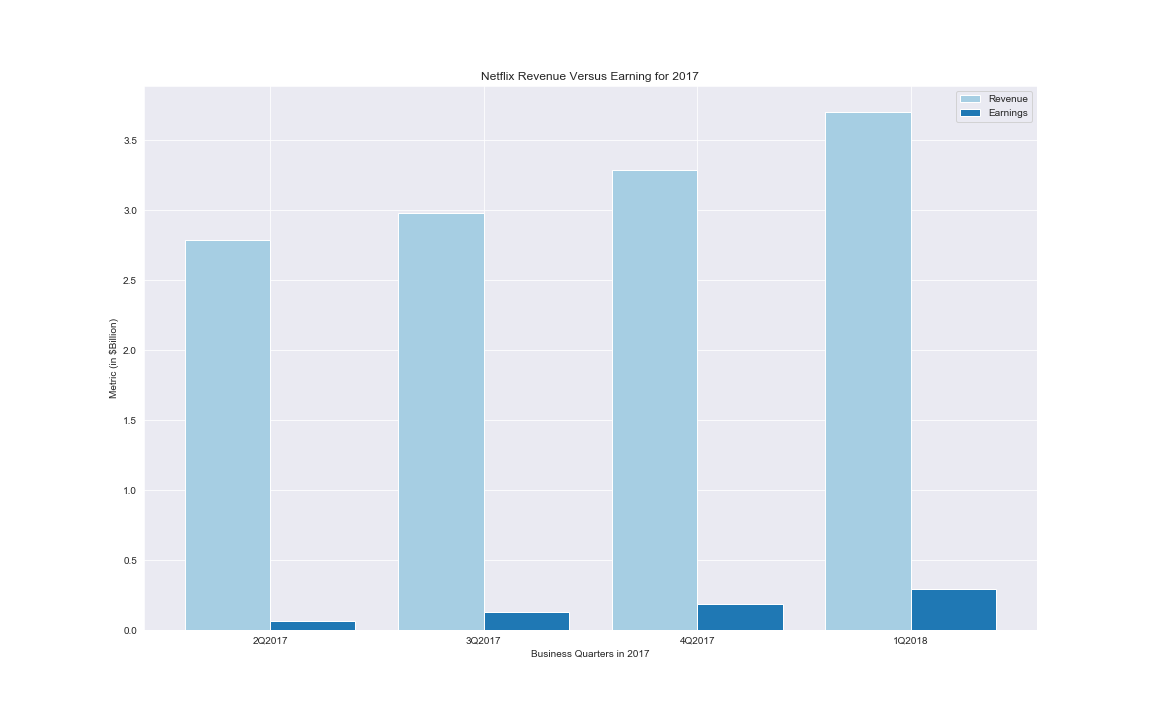 Netflix Revenue Versus Earning for 2017
Revenue
Earnings
3.5
3.0
2.5
2.0
1.5
1.0
0.5
0.0
Metric (in $Billion)
2Q2017
3Q2017
4Q2017
1Q2018
Business Quarters in 2017